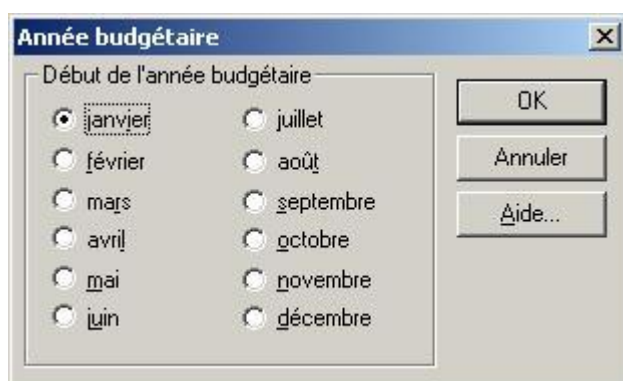 Année budgétaire
Début de l'année budgétaire
janvier
février
mars
avril
mai
juin
juillet
août
septembre
octobre
novembre
décembre
OK
Annuler
Aide...